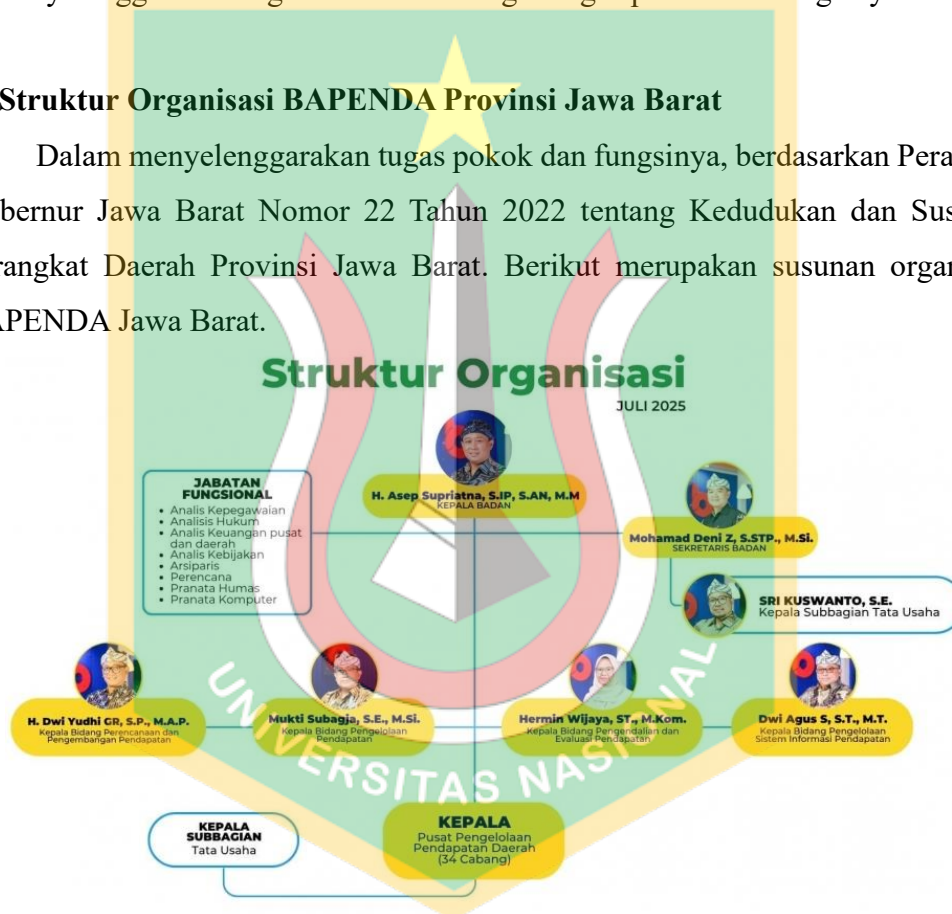 Struktur Organisasi BAPENDA Provinsi Jawa Barat
Dalam menyelenggarakan tugas pokok dan fungsinya, berdasarkan Pera
bernur Jawa Barat Nomor 22 Tahun 2022 tentang Kedudukan dan Sus
rangkat Daerah Provinsi Jawa Barat. Berikut merupakan susunan organ
APENDA Jawa Barat.
Struktur Organisasi
JULI 2025
H. Asep Supriatna, S.IP, S.AN, M.M
KEPALA BADAN
JABATAN
FUNGSIONAL
• Analis Kepegawaian
• Analisis Hukum
• Analis Keuangan pusat
dan daerah
• Analis Kebijakan
• Arsiparis
• Perencana
• Pranata Humas
• Pranata Komputer
Mohamad Deni Z, S.STP., M.Si.
SEKRETARIS BADAN
SRI KUSWANTO, S.E.
Kepala Subbagian Tata Usaha
H. Dwi Yudhi GR, S.P., M.A.P.
Kepala Bidang Perencanaan dan
Pengembangan Pendapatan
Mukti Subagja, S.E., M.Si.
Kepala Bidang Pengelolaan
Pendapatan
Hermin Wijaya, ST., M.Kom.
Kepala Bidang Pengendalian dan
Evaluasi Pendapatan
Dwi Agus S, S.T., M.T.
Kepala Bidang Pengelolaan
Sistem Informasi Pendapatan
UNIVERSITAS NASIONAL
KEPALA
SUBBAGIAN
Tata Usaha
KEPALA
Pusat Pengelolaan
Pendapatan Daerah
(34 Cabang)